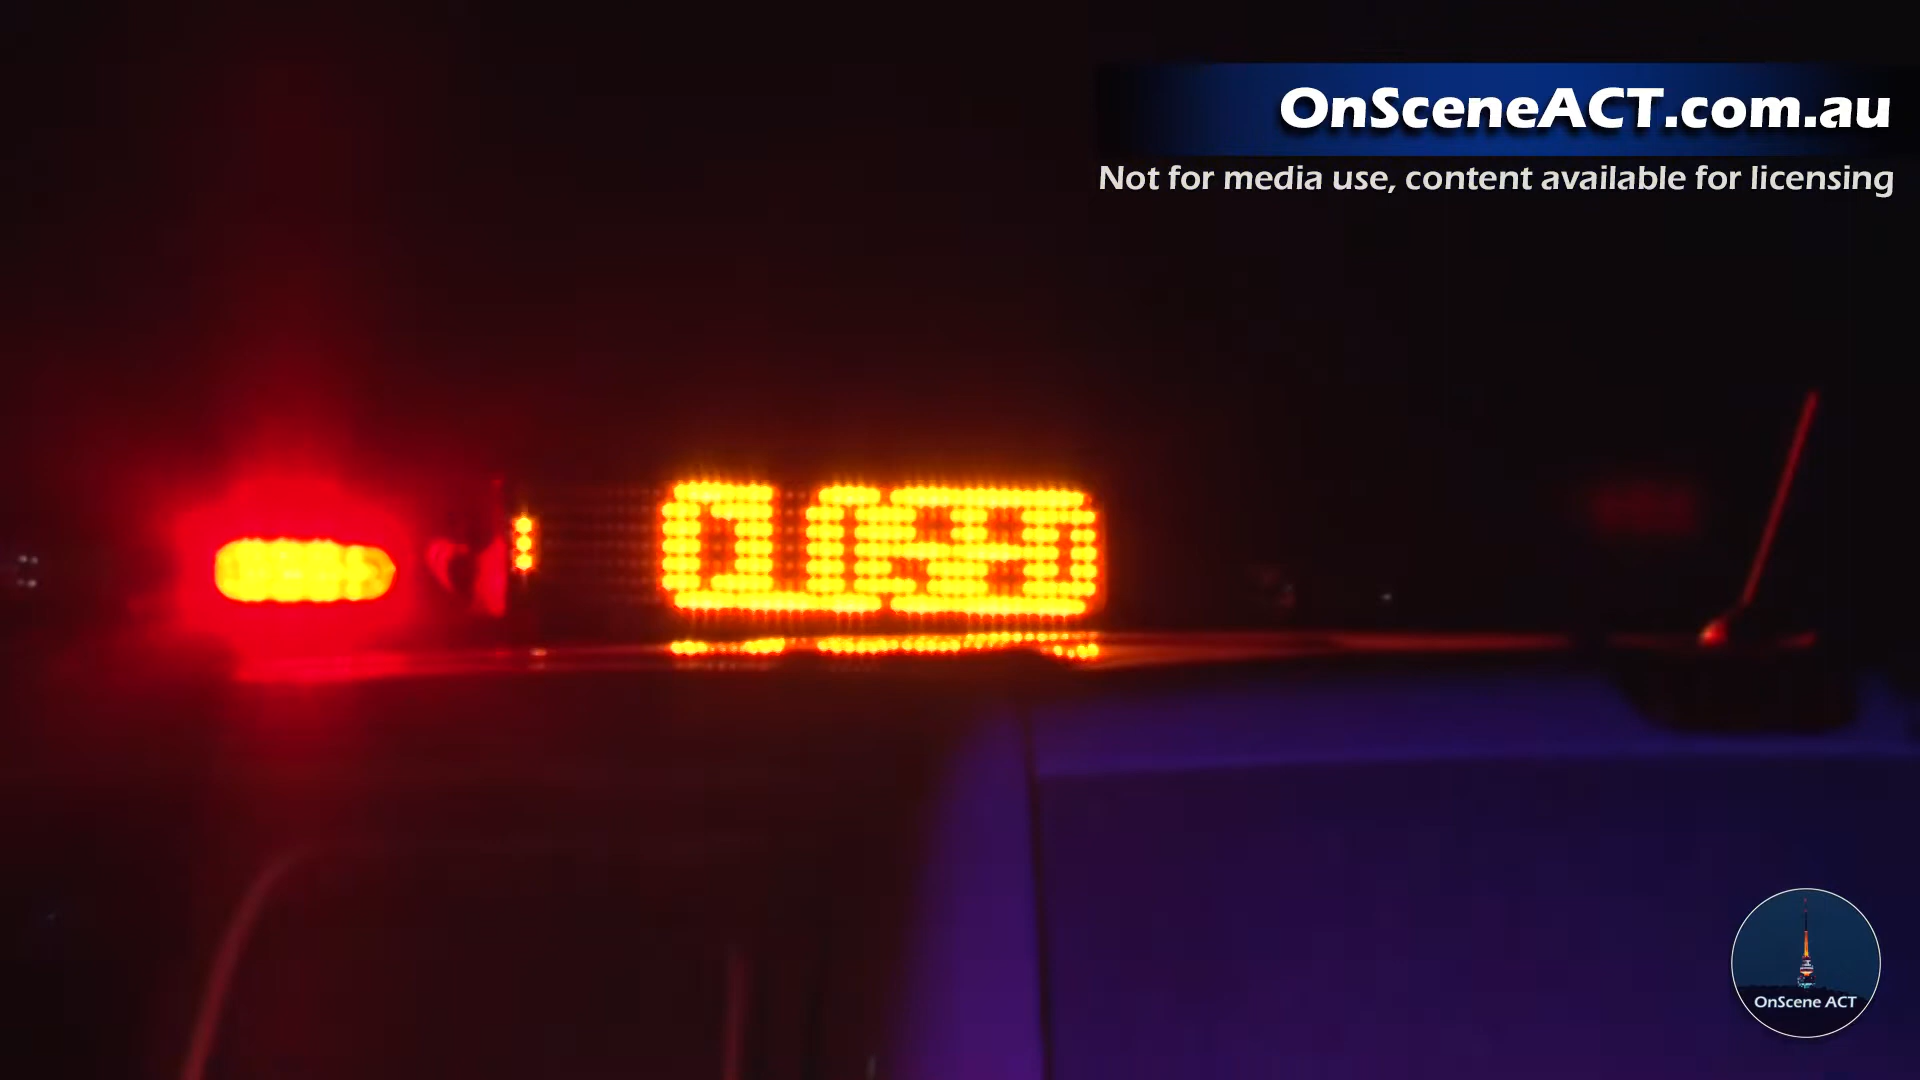 OnSceneACT.com.au
Not for media use, content available for licensing
OnScene ACT